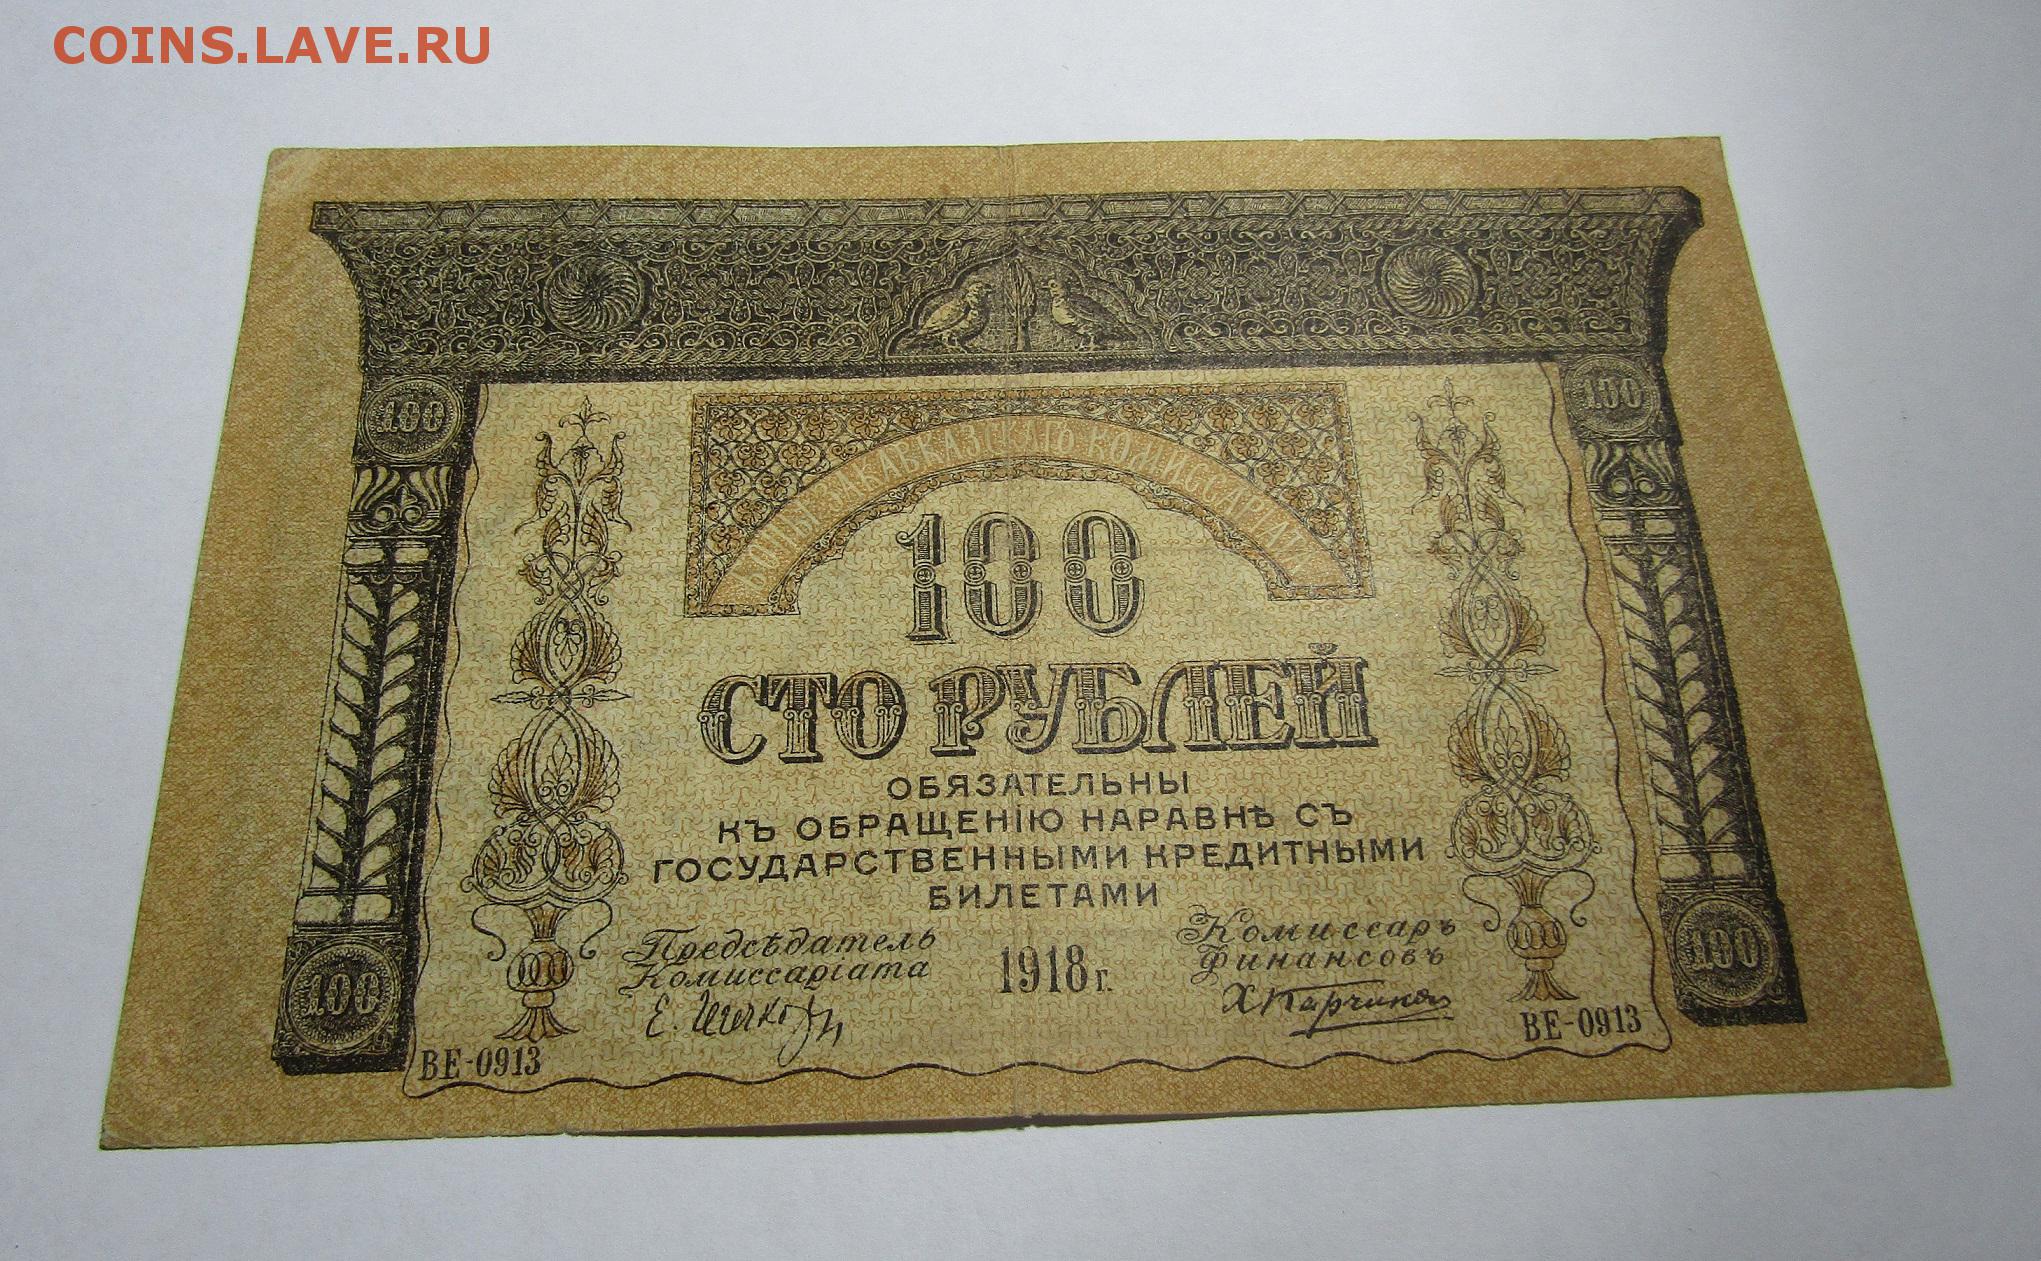 COINS.LAVE.RU
БОНЫ ЗАКАВКАЗСКАГѠ КОМИССАРІАТА
100
100
100
СТО РУБЛЕЙ
ОБЯЗАТЕЛЬНЫ
КЪ ОБРАЩЕНІЮ НАРАВНѢ СЪ
ГОСУДАРСТВЕННЫМИ КРЕДИТНЫМИ
БИЛЕТАМИ
Предсѣдатель
Комиссаріата
1918 г.
Комиссаръ
Финансовъ
100
100
ВЕ-0913
ВЕ-0913